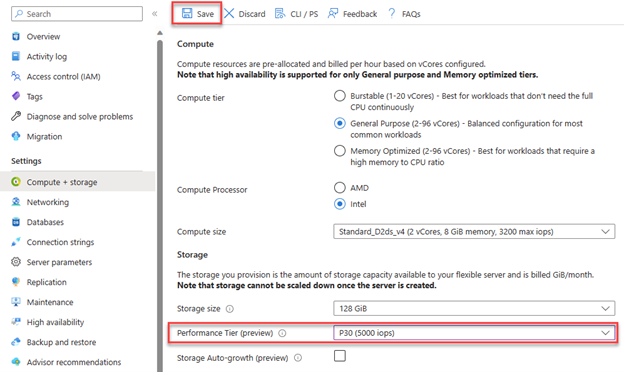 Search
«
Overview
Activity log
Access control (IAM)
Tags
Diagnose and solve problems
Migration
Settings
Compute + storage
Networking
Databases
Connection strings
Server parameters
Replication
Maintenance
High availability
Backup and restore
Advisor recommendations
Save Discard CLI / PS Feedback ? FAQs
Compute
Compute resources are pre-allocated and billed per hour based on vCores configured.
Note that high availability is supported for only General purpose and Memory optimized tiers.
Compute tier
Burstable (1-20 vCores) - Best for workloads that don't need the full
CPU continuously
General Purpose (2-96 vCores) - Balanced configuration for most
common workloads
Memory Optimized (2-96 vCores) - Best for workloads that require a
high memory to CPU ratio
Compute Processor
AMD
Intel
Compute size
Standard_D2ds_v4 (2 vCores, 8 GiB memory, 3200 max iops)
Storage
The storage you provision is the amount of storage capacity available to your flexible server and is billed GiB/month.
Note that storage cannot be scaled down once the server is created.
Storage size
128 GiB
Performance Tier (preview)
P30 (5000 iops)
Storage Auto-growth (preview)